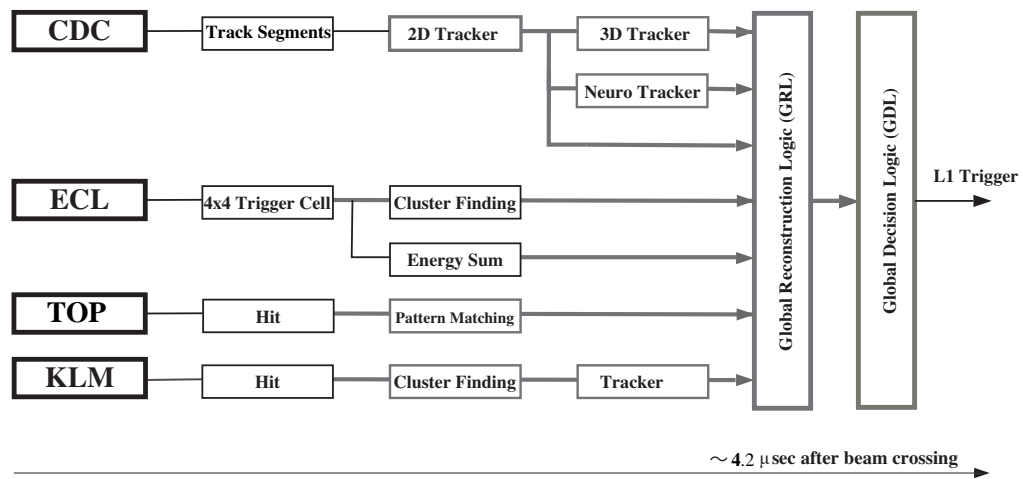 CDC
Track Segments
2D Tracker
3D Tracker
Neuro Tracker
ECL
4x4 Trigger Cell
Cluster Finding
Energy Sum
TOP
Hit
Pattern Matching
KLM
Hit
Cluster Finding
Tracker
Global Reconstruction Logic (GRL)
Global Decision Logic (GDL)
L1 Trigger
～4.2 μsec after beam crossing